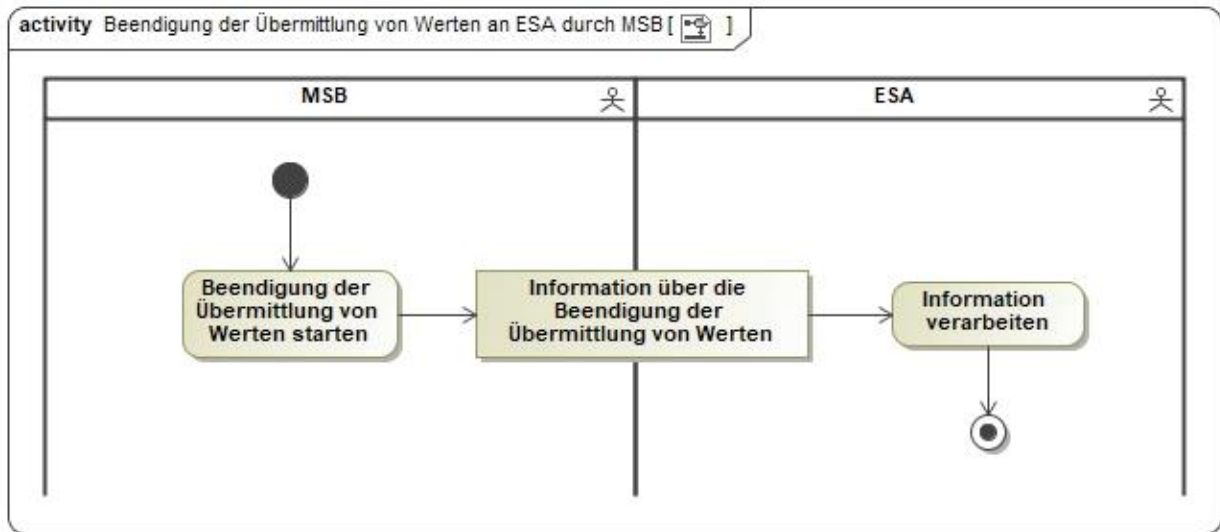 activity Beendigung der Übermittlung von Werten an ESA durch MSB [ ]
MSB
ESA
Beendigung der
Übermittlung von
Werten starten
Information über die
Beendigung der
Übermittlung von Werten
Information
verarbeiten